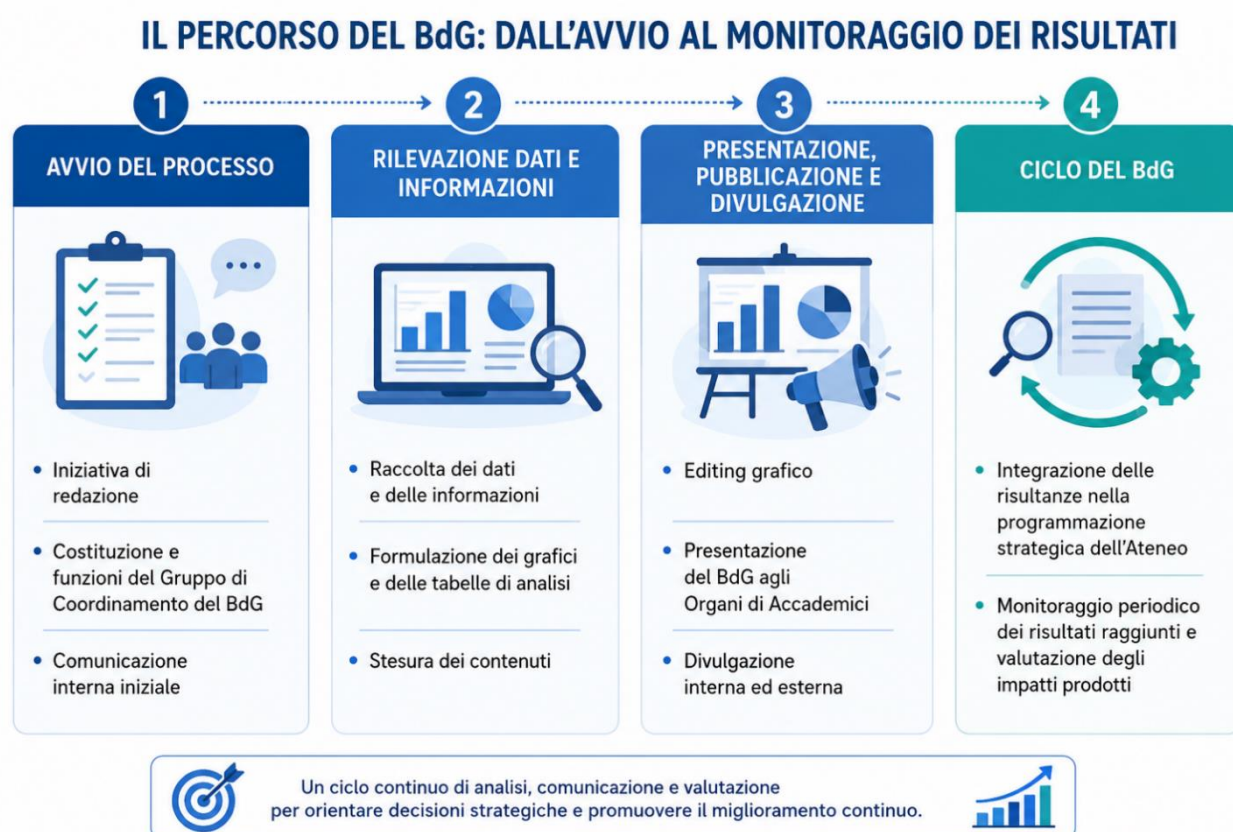 IL PERCORSO DEL BdG: DALL'AVVIO AL MONITORAGGIO DEI RISULTATI
1
AVVIO DEL PROCESSO
• Iniziativa di
redazione
• Costituzione e
funzioni del Gruppo di
Coordinamento del BdG
• Comunicazione
interna iniziale
2
RILEVAZIONE DATI E
INFORMAZIONI
• Raccolta dei dati
e delle informazioni
• Formulazione dei grafici
e delle tabelle di analisi
• Stesura dei contenuti
3
PRESENTAZIONE,
PUBBLICAZIONE E
DIVULGAZIONE
• Editing grafico
• Presentazione
del BdG agli
Organi di Accademici
• Divulgazione
interna ed esterna
4
CICLO DEL BdG
• Integrazione delle
risultanze nella
programmazione
strategica dell'Ateneo
• Monitoraggio periodico
dei risultati raggiunti e
valutazione degli
impatti prodotti
Un ciclo continuo di analisi, comunicazione e valutazione
per orientare decisioni strategiche e promuovere il miglioramento continuo.